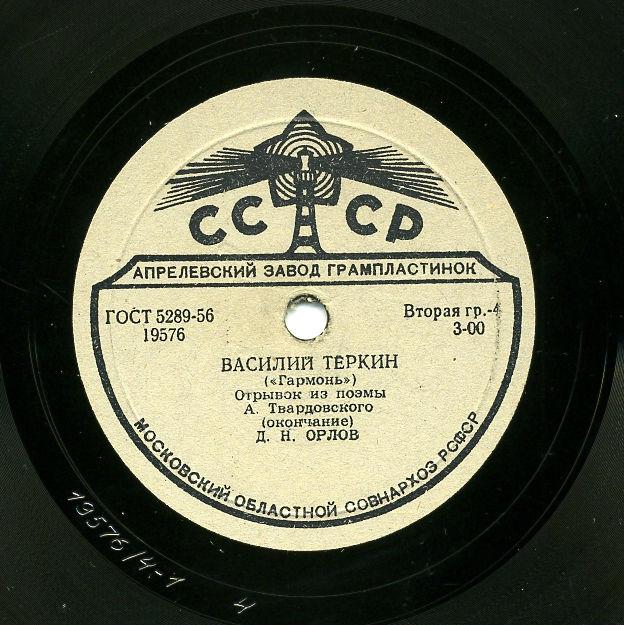 СССР
АПРЕЛЕВСКИЙ ЗАВОД ГРАМПЛАСТИНОК
ГОСТ 5289-56
19576
Вторая гр.-4
3-00
ВАСИЛИЙ ТЕРКИН
(«Гармонь»)
Отрывок из поэмы
А. Твардовского
(окончание)
Д. Н. ОРЛОВ
МОСКОВСКИЙ ОБЛАСТНОЙ СОВНАРХОЗ РСФСР
19576/4-1
4